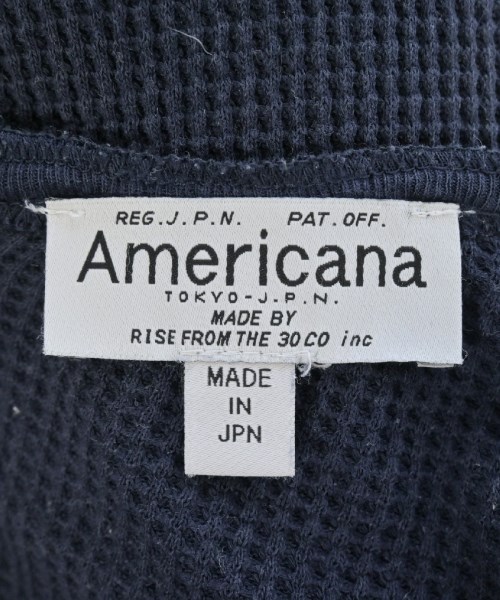 REG.J.P.N. PAT.OFF.
Americana
TOKYO-J.P.N.
MADE BY
RISE FROM THE 30 CO inc
MADE
IN
JPN